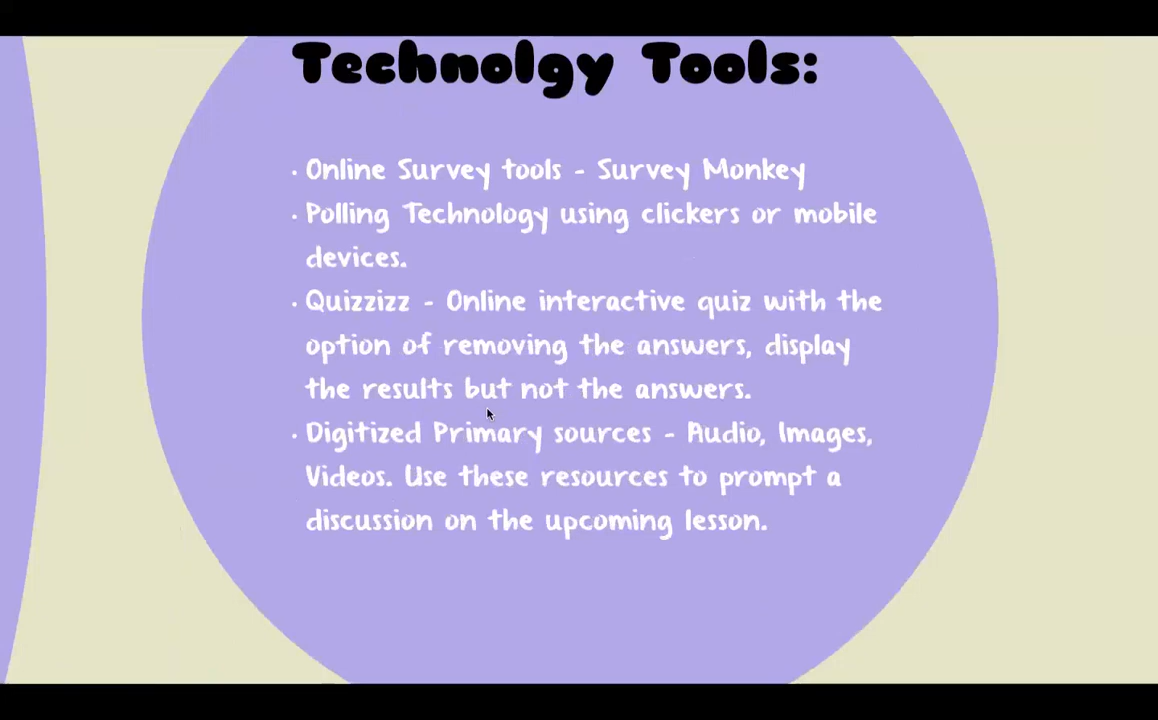 Technolgy Tools:
· Online Survey tools - Survey Monkey
· Polling Technology using clickers or mobile
devices.
· Quizzizz - Online interactive quiz with the
option of removing the answers, display
the results but not the answers.
· Digitized Primary sources - Audio, Images,
Videos. Use these resources to prompt a
discussion on the upcoming lesson.